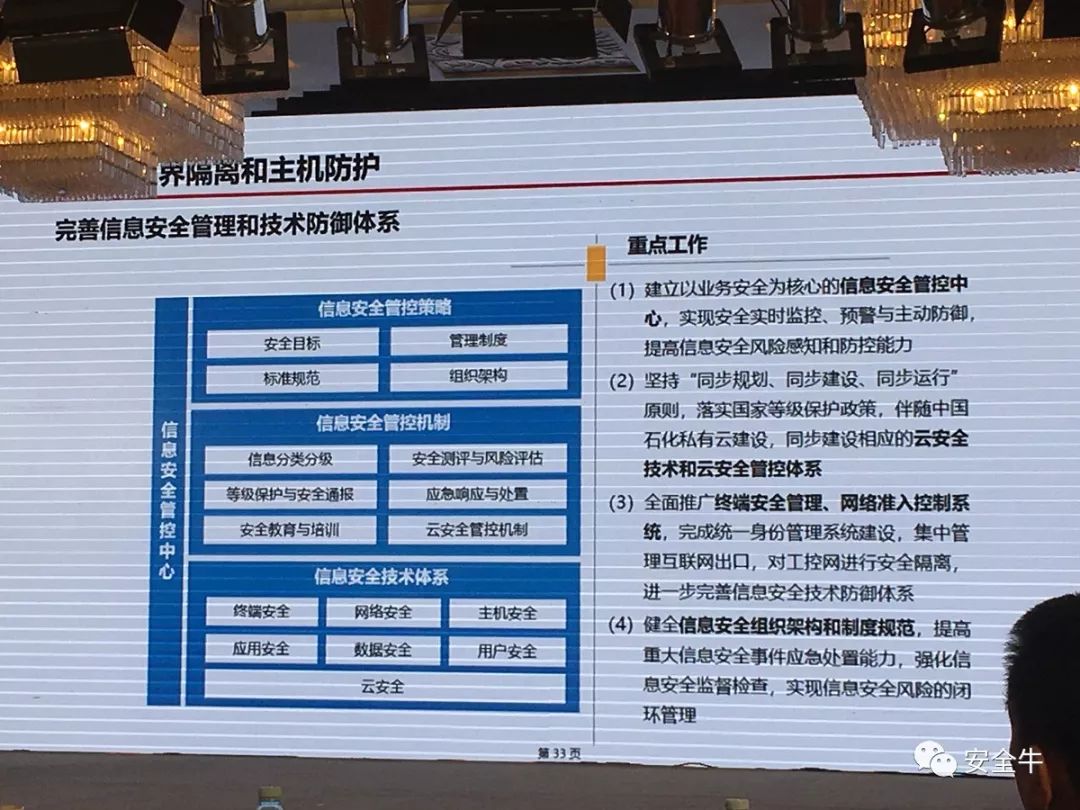 界隔离和主机防护
完善信息安全管理和技术防御体系
信息安全管控中心
信息安全管控策略
安全目标
管理制度
标准规范
组织架构
信息安全管控机制
信息分类分级
安全测评与风险评估
等级保护与安全通报
应急响应与处置
安全教育与培训
云安全管控机制
信息安全技术体系
终端安全
网络安全
主机安全
应用安全
数据安全
用户安全
云安全
重点工作
(1) 建立以业务安全为核心的信息安全管控中
心，实现安全实时监控、预警与主动防御，
提高信息安全风险感知和防控能力
(2) 坚持“同步规划、同步建设、同步运行”
原则，落实国家等级保护政策，伴随中国
石化私有云建设，同步建设相应的云安全
技术和云安全管控体系
(3) 全面推广终端安全管理、网络准入控制系
统，完成统一身份管理系统建设，集中管
理互联网出口，对工控网进行安全隔离，
进一步完善信息安全技术防御体系
(4) 健全信息安全组织架构和制度规范，提高
重大信息安全事件应急处置能力，强化信
息安全监督检查，实现信息安全风险的闭
环管理
第 33 页
安全牛